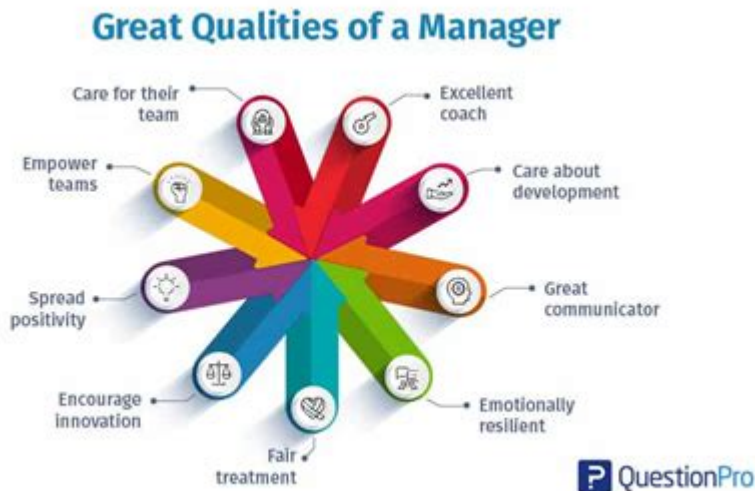 Great Qualities of a Manager
Care for their
team
Excellent
coach
Empower
teams
Care about
development
Spread
positivity
Great
communicator
Encourage
innovation
Emotionally
resilient
Fair
treatment
QuestionPro